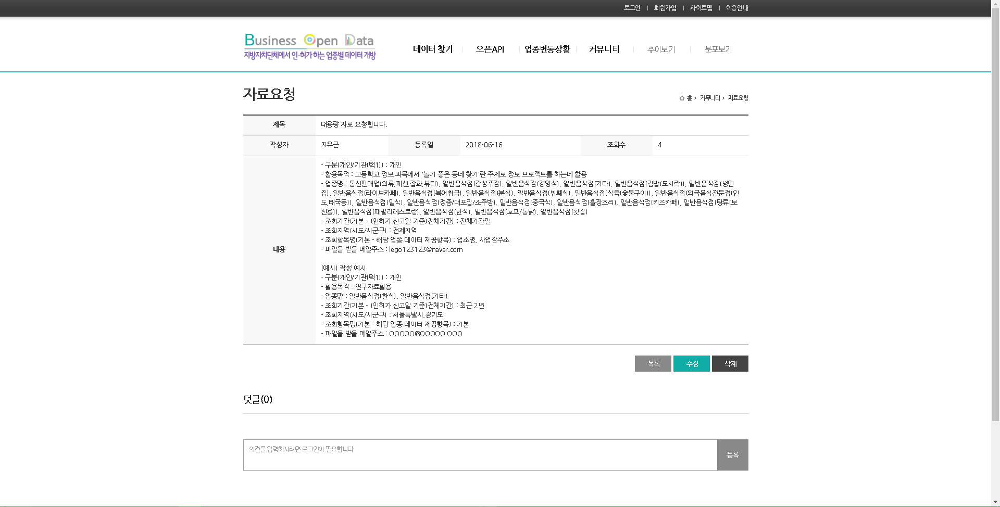 로그인 회원가입 사이트맵 이용안내
Business Open Data
지방자치단체에서 인·허가 하는 업종별 데이터 개방
데이터 찾기 오픈API 업종변동상황 커뮤니티 추이보기 분포보기
자료요청
홈 > 커뮤니티 > 자료요청
제목 대용량 자료 요청합니다.
작성자 지유근 등록일 2018-06-16 조회수 4
내용
- 구분(개인/기관(택1)) : 개인
- 활용목적 : 고등학교 정보 과목에서 '놀기 좋은 동네 찾기'란 주제로 정보 프로젝트를 하는데 활용
- 업종명 : 통신판매업(의류,패션,잡화,뷰티), 일반음식점(감성주점), 일반음식점(경양식), 일반음식점(기타), 일반음식점(김밥(도시락)), 일반음식점(냉면
집), 일반음식점(라이브카페), 일반음식점(복어취급), 일반음식점(분식), 일반음식점(뷔페식), 일반음식점(식육(숯불구이)), 일반음식점(외국음식전문점(인
도,태국등)), 일반음식점(일식), 일반음식점(정종/대포집/소주방), 일반음식점(중국식), 일반음식점(출장조리), 일반음식점(키즈카페), 일반음식점(탕류(보
신용)), 일반음식점(패밀리레스토랑), 일반음식점(한식), 일반음식점(호프/통닭), 일반음식점(횟집)
- 조회기간(기본 - (인허가 신고일 기준)전체기간) : 전체기간일
- 조회지역(시도/시군구) : 전제지역
- 조회항목명(기본 - 해당 업종 데이터 제공항목) : 업소명, 사업장주소
- 파일을 받을 메일주소 : lego123123@naver.com
(예시) 작성 예시
- 구분(개인/기관(택1)) : 개인
- 활용목적 : 연구자료활용
- 업종명 : 일반음식점(한식), 일반음식점(기타)
- 조회기간(기본 - (인허가 신고일 기준)전체기간) : 최근 2년
- 조회지역(시도/시군구) : 서울특별시,경기도
- 조회항목명(기본 - 해당 업종 데이터 제공항목) : 기본
- 파일을 받을 메일주소 : OOOOO@OOOOO.OOO
목록 수정 삭제
덧글(0)
의견을 입력하시려면 로그인이 필요합니다
등록